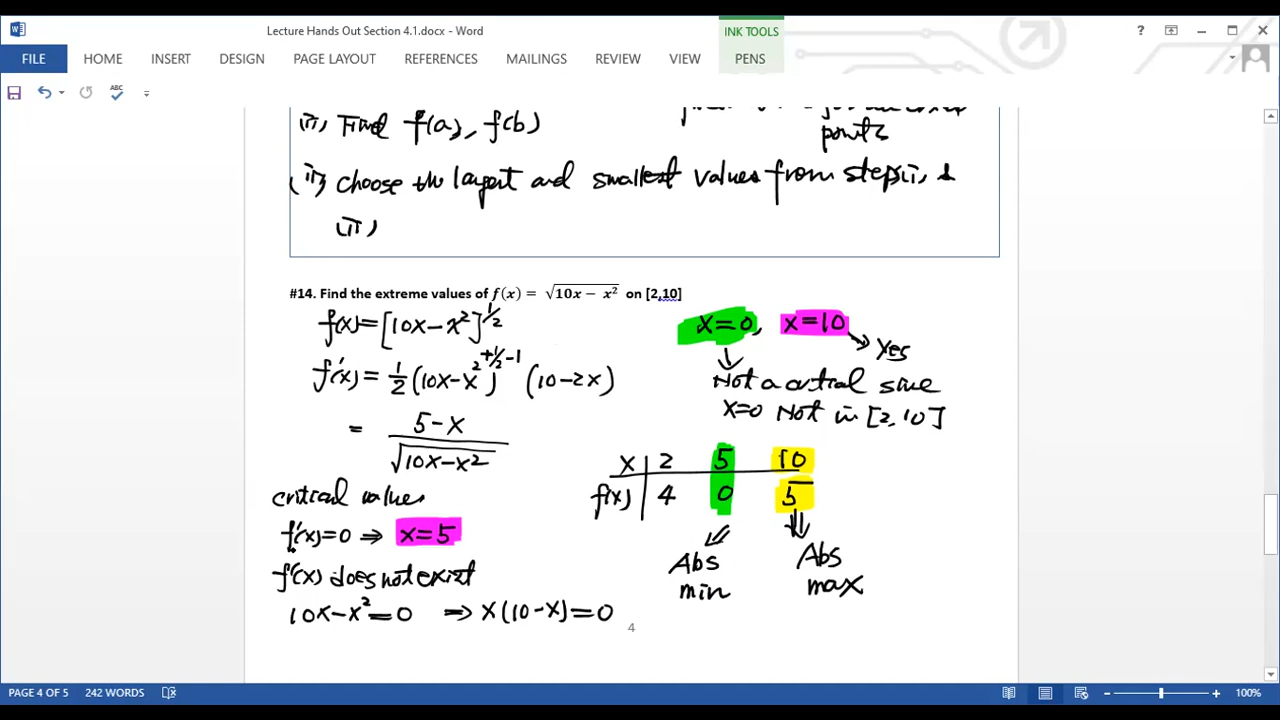 Lecture Hands Out Section 4.1.docx - Word
INK TOOLS
?
FILE HOME INSERT DESIGN PAGE LAYOUT REFERENCES MAILINGS REVIEW VIEW PENS
ABC
(ii) Find f(a), f(b)
points
(iii) choose the largest and smallest values from steps (i) &
(ii)
#14. Find the extreme values of f(x) = √10x − x² on [2,10]
f(x)=[10x−x²]^1/2
f'(x) = 1/2 (10x−x²)^+1/2−1 (10−2x)
= 5−x / √10x−x²
critical values
f'(x)=0 ⇒ x=5
f'(x) does not exist
10x−x²=0 ⇒ x(10−x)=0
x=0, x=10
Yes
Not a critical since
x=0 Not in [2,10]
x | 2 5 10
f(x) | 4 0 5
Abs min
Abs max
4
PAGE 4 OF 5 242 WORDS 100%